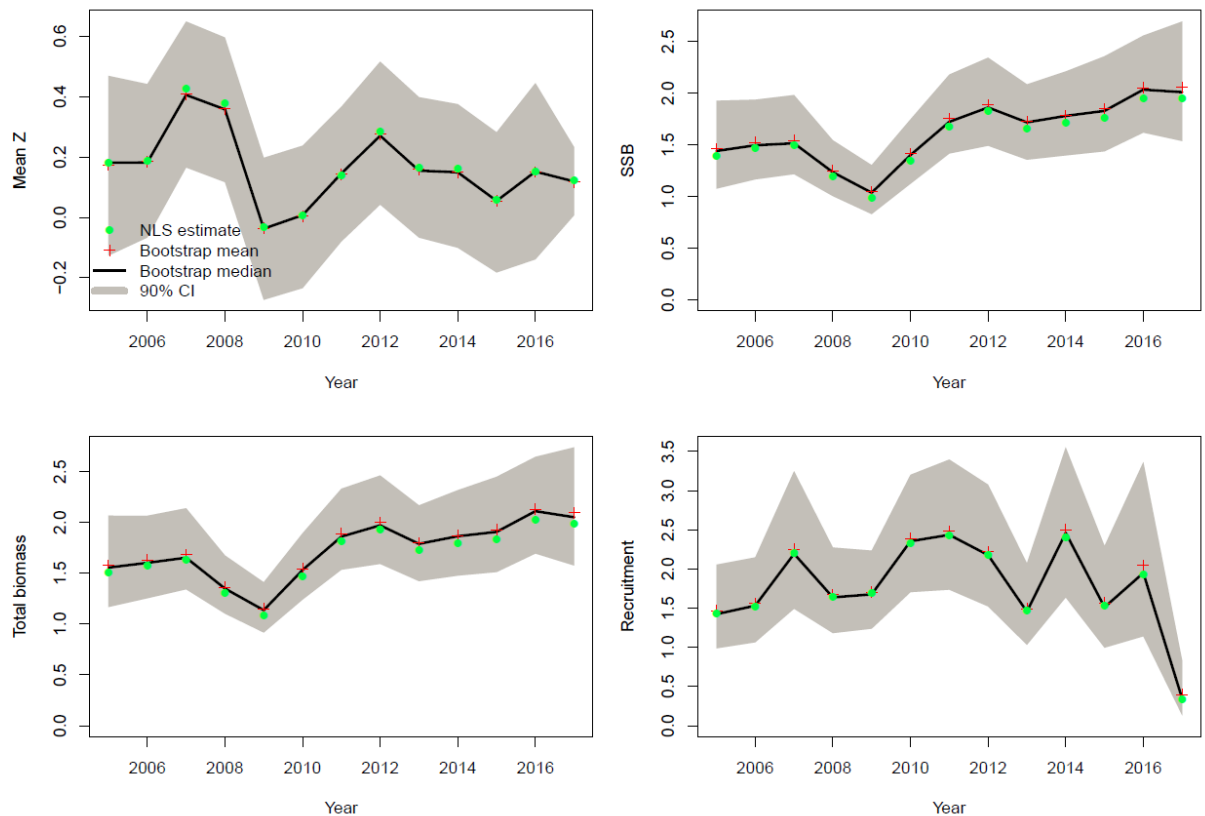 Mean Z
0.6
0.4
0.2
0.0
−0.2
NLS estimate
Bootstrap mean
Bootstrap median
90% CI
2006 2008 2010 2012 2014 2016
Year
SSB
2.5
2.0
1.5
1.0
0.5
0.0
2006 2008 2010 2012 2014 2016
Year
Total biomass
2.5
2.0
1.5
1.0
0.5
0.0
2006 2008 2010 2012 2014 2016
Year
Recruitment
3.5
3.0
2.5
2.0
1.5
1.0
0.5
0.0
2006 2008 2010 2012 2014 2016
Year